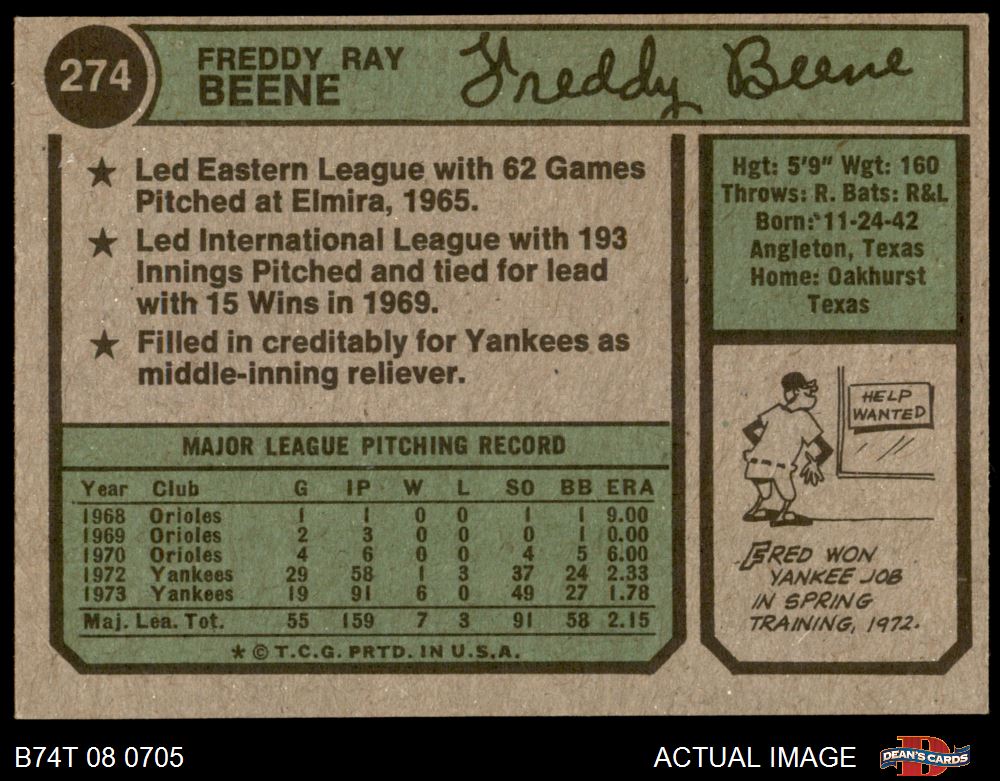 274
FREDDY RAY
BEENE
Freddy Beene
★ Led Eastern League with 62 Games
Pitched at Elmira, 1965.
★ Led International League with 193
Innings Pitched and tied for lead
with 15 Wins in 1969.
★ Filled in creditably for Yankees as
middle-inning reliever.
Hgt: 5'9" Wgt: 160
Throws: R. Bats: R&L
Born: 11-24-42
Angleton, Texas
Home: Oakhurst
Texas
HELP
WANTED
FRED WON
YANKEE JOB
IN SPRING
TRAINING, 1972.
MAJOR LEAGUE PITCHING RECORD
Year Club G IP W L SO BB ERA
1968 Orioles 1 1 0 0 1 1 9.00
1969 Orioles 2 3 0 0 0 1 0.00
1970 Orioles 4 6 0 0 4 5 6.00
1972 Yankees 29 58 1 3 37 24 2.33
1973 Yankees 19 91 6 0 49 27 1.78
Maj. Lea. Tot. 55 159 7 3 91 58 2.15
★ © T.C.G. PRTD. IN U.S.A.
B74T 08 0705
ACTUAL IMAGE
DEAN'S CARDS